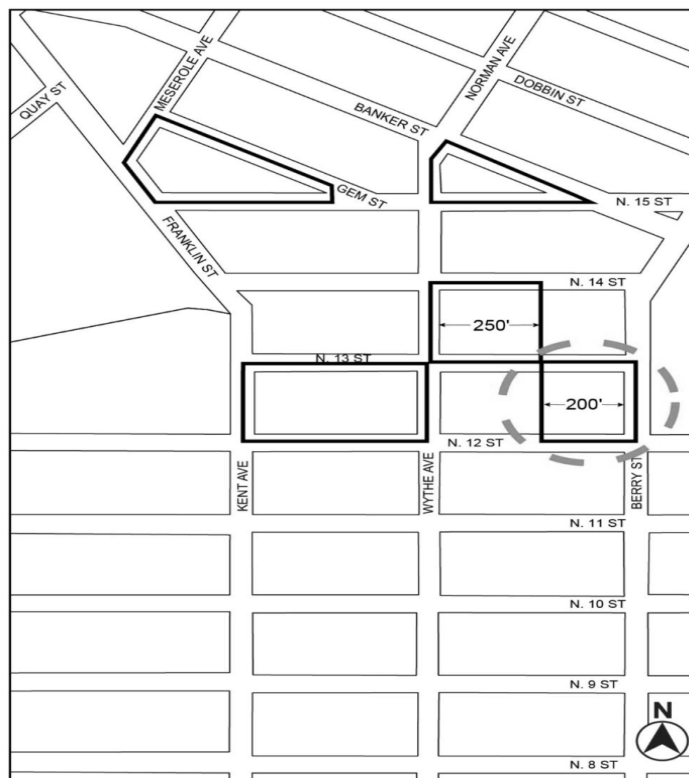 QUAY ST
MESEROLE AVE
NORMAN AVE
DOBBIN ST
BANKER ST
GEM ST
N. 15 ST
FRANKLIN ST
N. 14 ST
250'
N. 13 ST
200'
N. 12 ST
KENT AVE
WYTHE AVE
BERRY ST
N. 11 ST
N. 10 ST
N. 9 ST
N
N. 8 ST